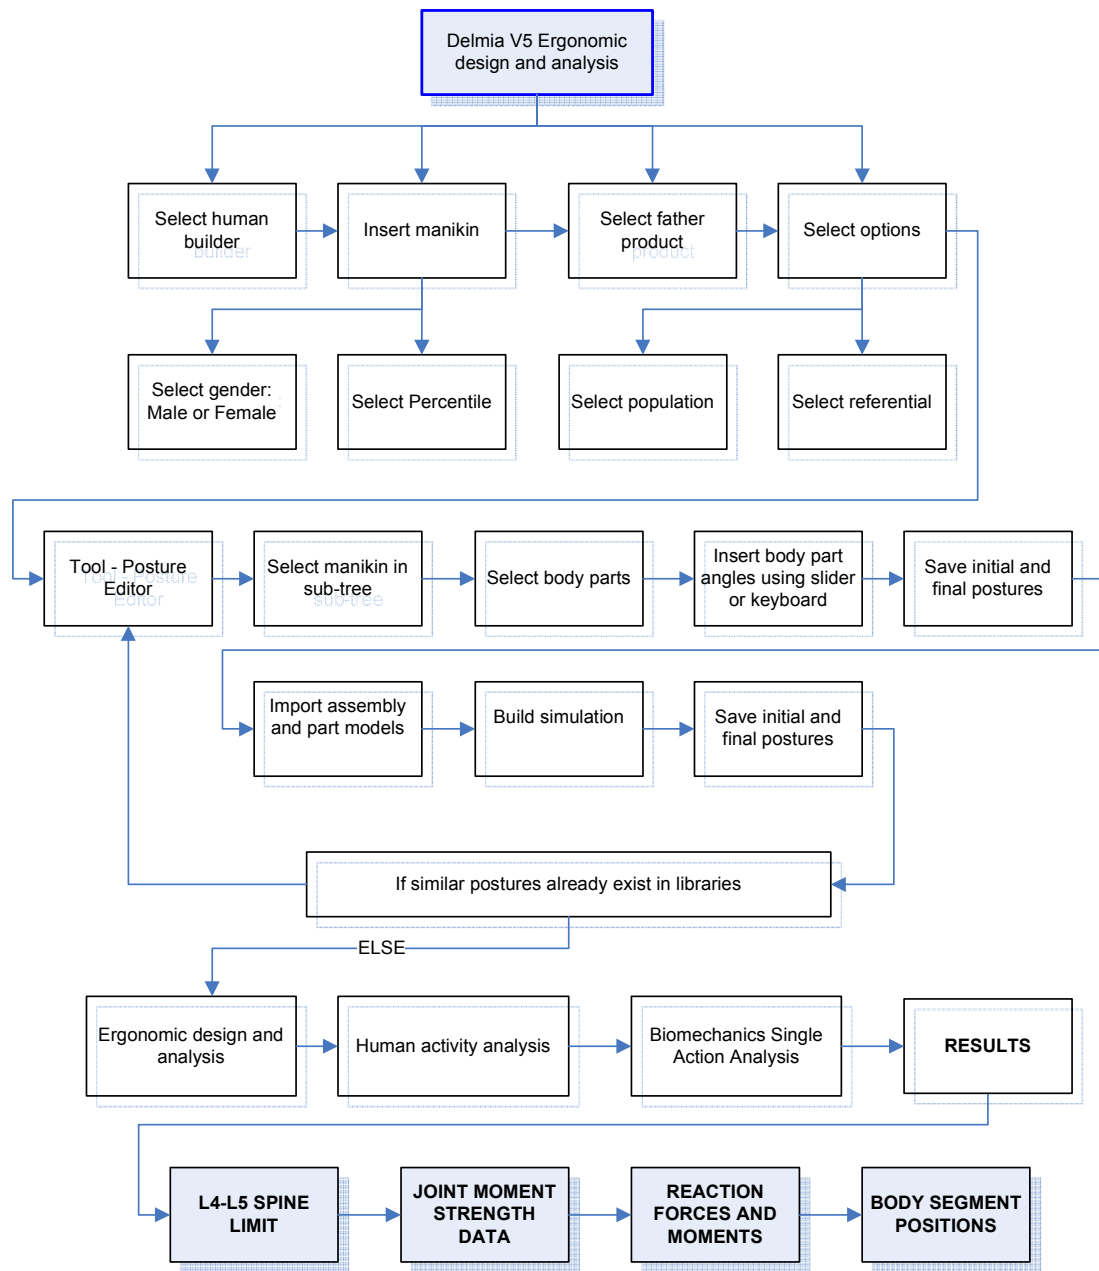 Delmia V5 Ergonomic
design and analysis
Select human
builder
Insert manikin
Select father
product
Select options
Select gender:
Male or Female
Select Percentile
Select population
Select referential
Tool - Posture
Editor
Select manikin in
sub-tree
Select body parts
Insert body part
angles using slider
or keyboard
Save initial and
final postures
Import assembly
and part models
Build simulation
Save initial and
final postures
If similar postures already exist in libraries
ELSE
Ergonomic design and
analysis
Human activity analysis
Biomechanics Single
Action Analysis
RESULTS
L4-L5 SPINE
LIMIT
JOINT MOMENT
STRENGTH
DATA
REACTION
FORCES AND
MOMENTS
BODY SEGMENT
POSITIONS